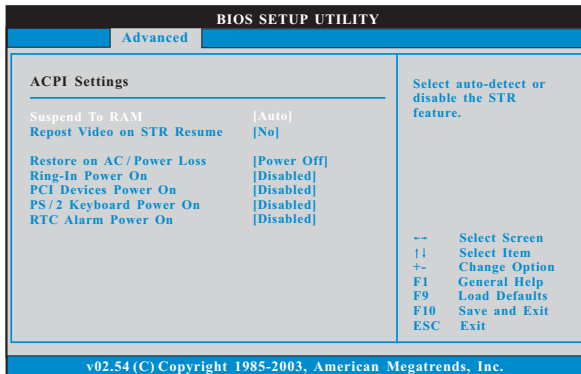 BIOS SETUP UTILITY
Advanced
ACPI Settings
Suspend To RAM [Auto]
Repost Video on STR Resume [No]
Restore on AC / Power Loss [Power Off]
Ring-In Power On [Disabled]
PCI Devices Power On [Disabled]
PS / 2 Keyboard Power On [Disabled]
RTC Alarm Power On [Disabled]
Select auto-detect or
disable the STR
feature.
←→ Select Screen
↑↓ Select Item
+- Change Option
F1 General Help
F9 Load Defaults
F10 Save and Exit
ESC Exit
v02.54 (C) Copyright 1985-2003, American Megatrends, Inc.